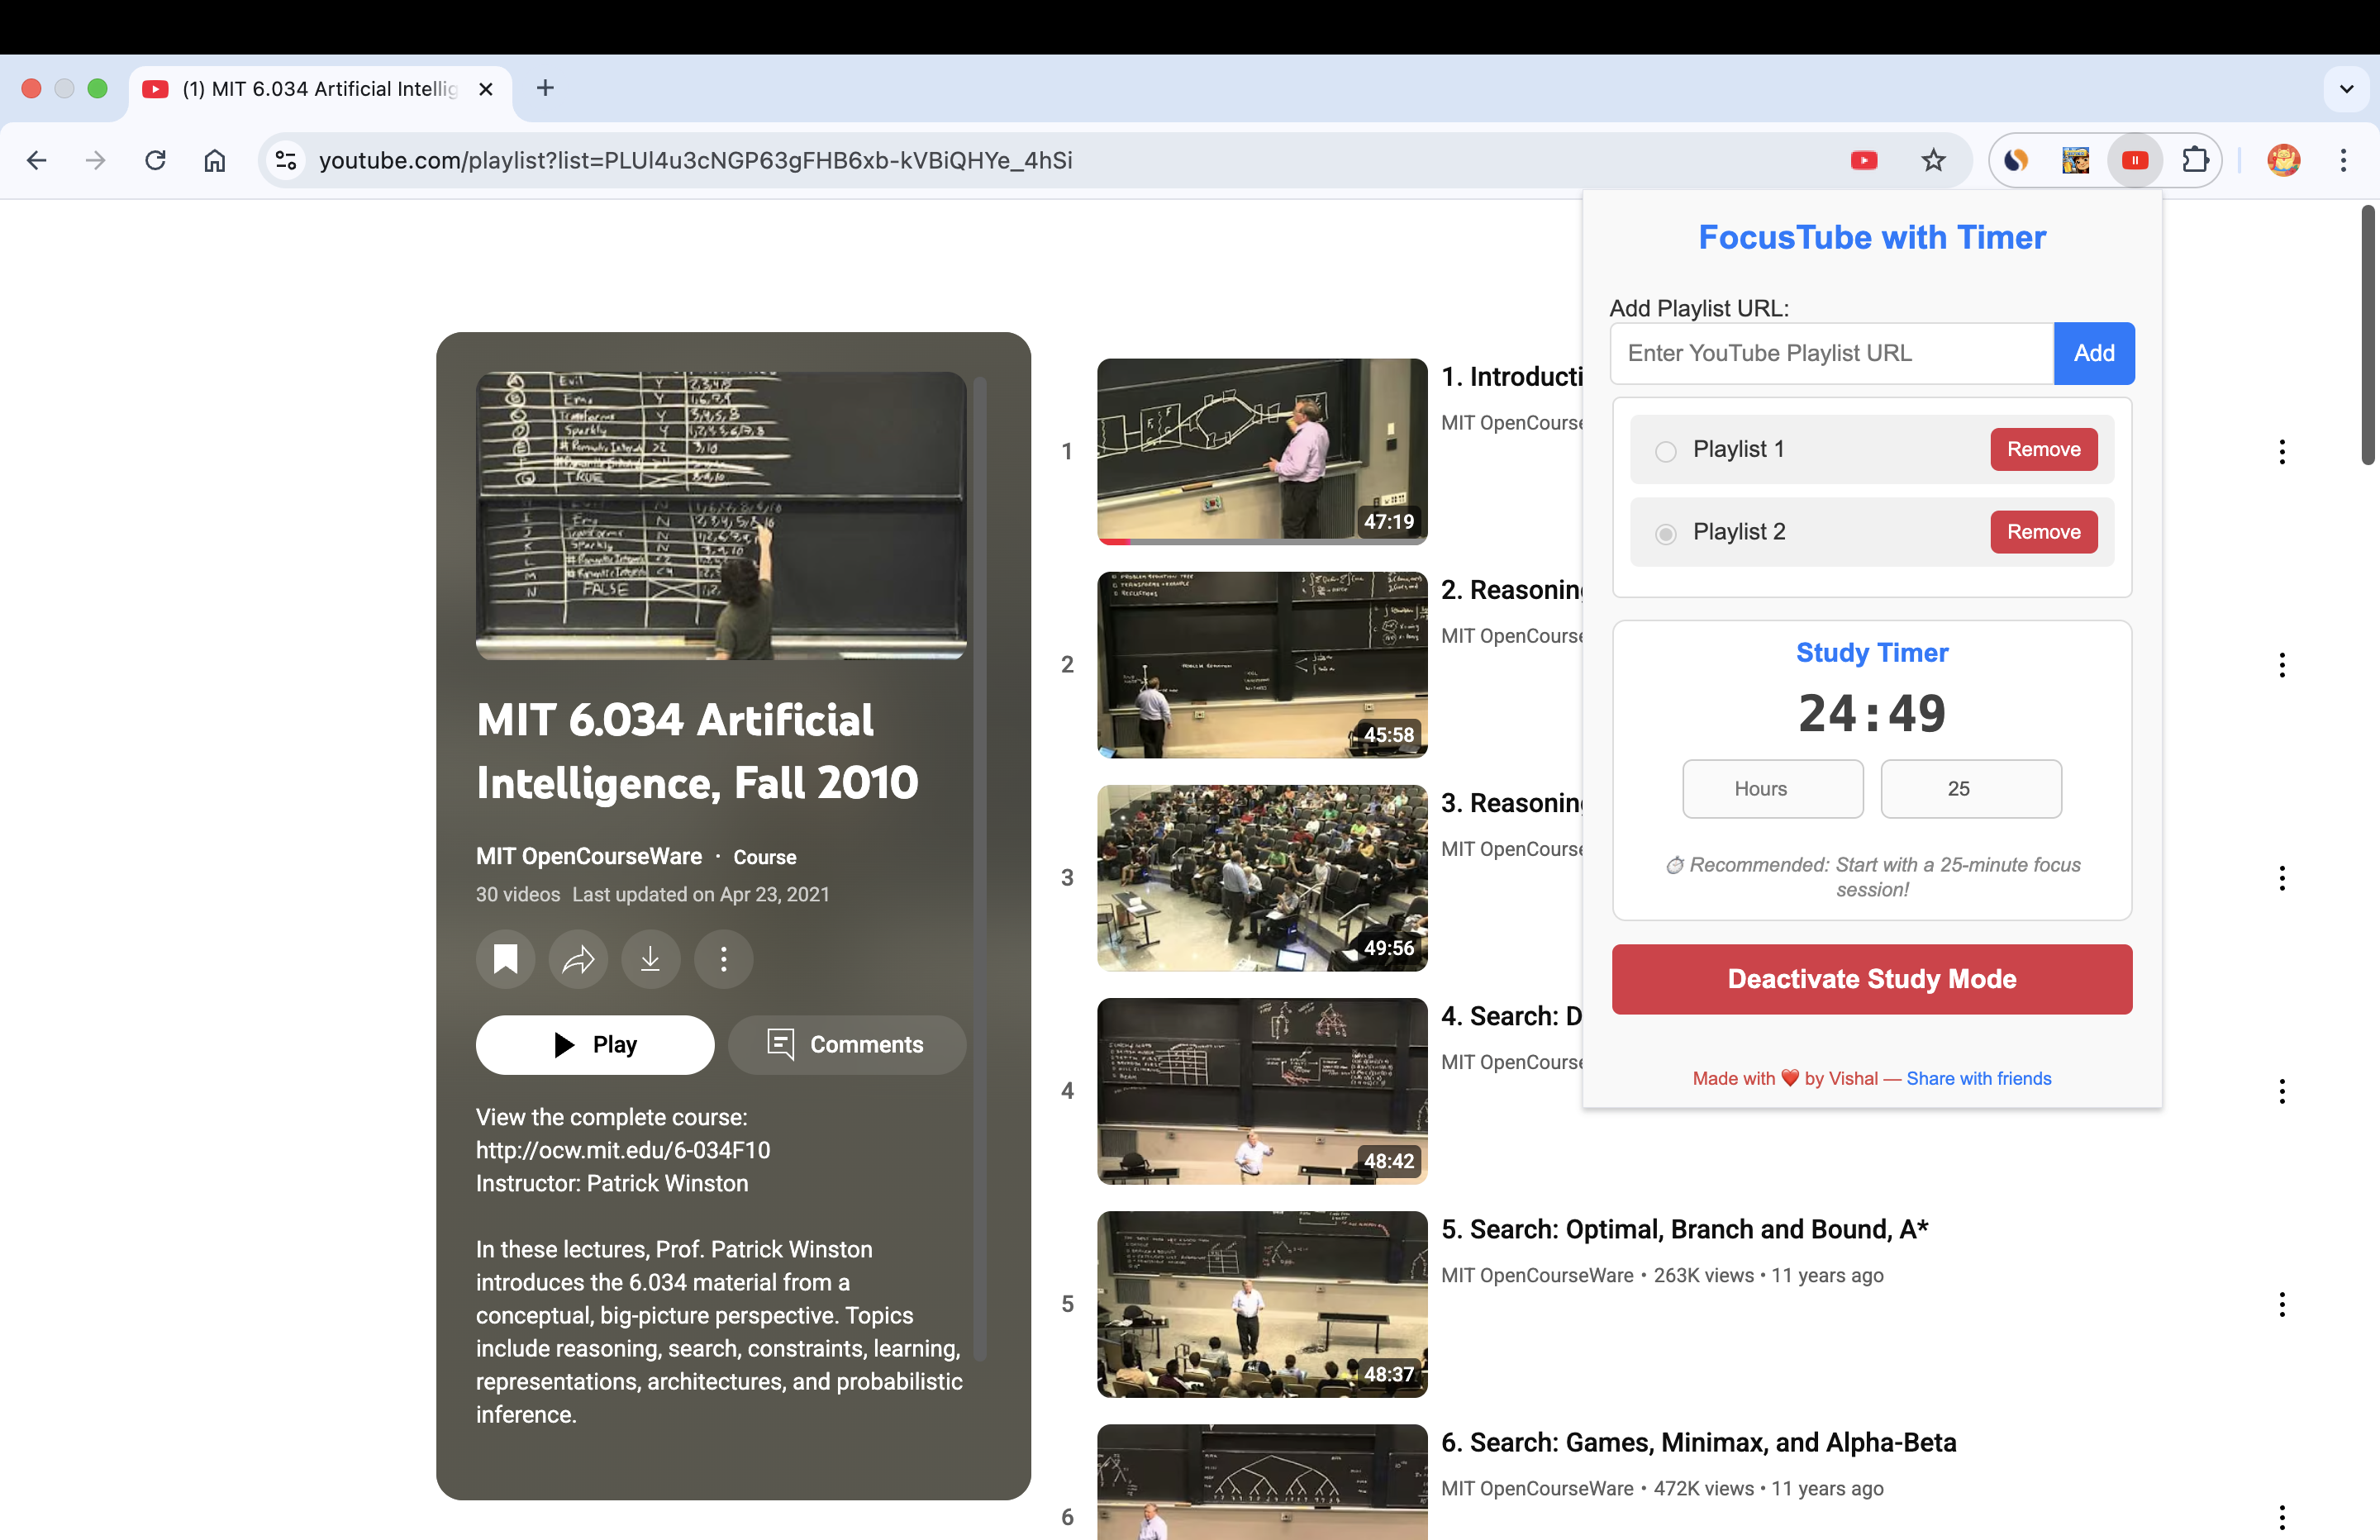 (1) MIT 6.034 Artificial Intellig
youtube.com/playlist?list=PLUl4u3cNGP63gFHB6xb-kVBiQHYe_4hSi
FocusTube with Timer
Add Playlist URL:
Enter YouTube Playlist URL
Add
Playlist 1
Remove
Playlist 2
Remove
Study Timer
24:49
Hours
25
Recommended: Start with a 25-minute focus
session!
Deactivate Study Mode
Made with ❤️ by Vishal — Share with friends
MIT 6.034 Artificial
Intelligence, Fall 2010
MIT OpenCourseWare · Course
30 videos Last updated on Apr 23, 2021
Play
Comments
View the complete course:
http://ocw.mit.edu/6-034F10
Instructor: Patrick Winston
In these lectures, Prof. Patrick Winston
introduces the 6.034 material from a
conceptual, big-picture perspective. Topics
include reasoning, search, constraints, learning,
representations, architectures, and probabilistic
inference.
1
47:19
1. Introducti
MIT OpenCourse
2
45:58
2. Reasoning
MIT OpenCourse
3
49:56
3. Reasoning
MIT OpenCourse
4
48:42
4. Search: D
MIT OpenCourse
5
48:37
5. Search: Optimal, Branch and Bound, A*
MIT OpenCourseWare • 263K views • 11 years ago
6
6. Search: Games, Minimax, and Alpha-Beta
MIT OpenCourseWare • 472K views • 11 years ago